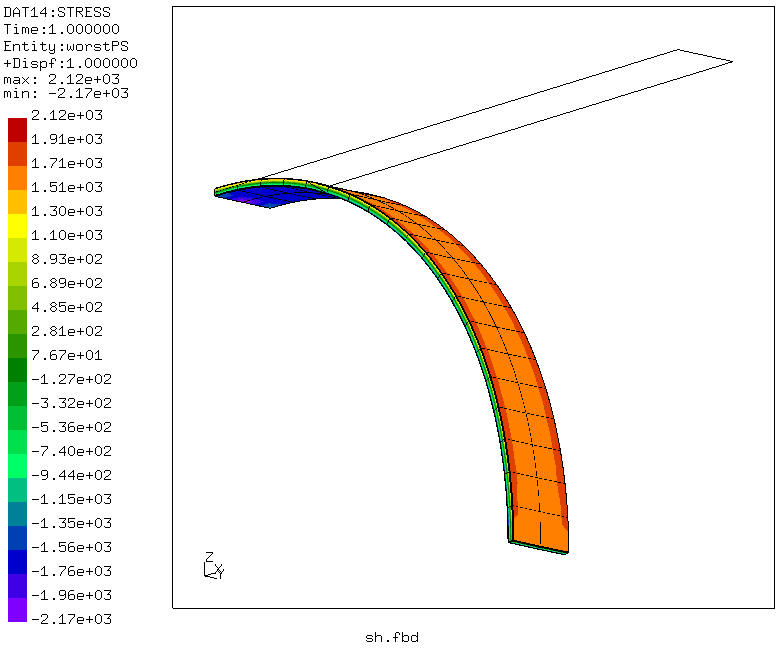 DAT14:STRESS
Time:1.000000
Entity:worstPS
+Dispf:1.000000
max: 2.12e+03
min: -2.17e+03
2.12e+03
1.91e+03
1.71e+03
1.51e+03
1.30e+03
1.10e+03
8.93e+02
6.89e+02
4.85e+02
2.81e+02
7.67e+01
-1.27e+02
-3.32e+02
-5.36e+02
-7.40e+02
-9.44e+02
-1.15e+03
-1.35e+03
-1.56e+03
-1.76e+03
-1.96e+03
-2.17e+03
Z
X
Y
sh.fbd